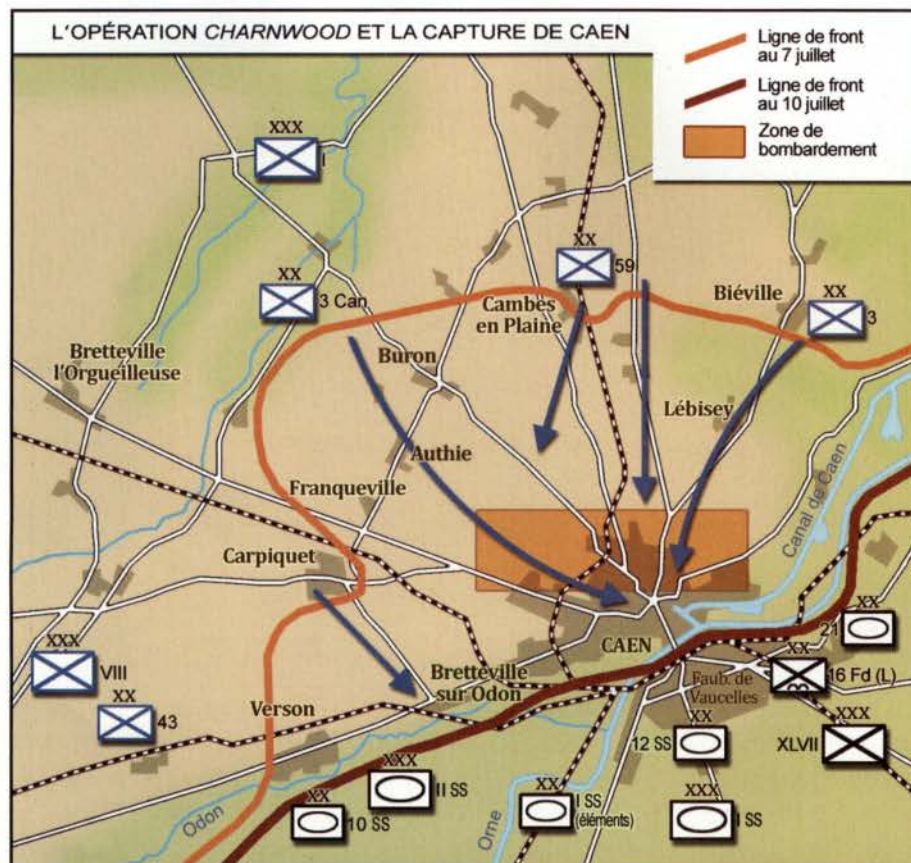 L'OPÉRATION CHARNWOOD ET LA CAPTURE DE CAEN
Ligne de front
au 7 juillet
Ligne de front
au 10 juillet
Zone de
bombardement
XXX
I
XX
59
XX
3 Can
Cambes
en Plaine
Biéville
XX
3
Bretteville
l'Orgueilleuse
Buron
Lébisey
Authie
Franqueville
Canal de Caen
Carpiquet
XX
21
XXX
VIII
CAEN
XX
16 Fd (L)
Bretteville
sur Odon
Faub. de
Vaucelles
XX
43
Verson
XX
12 SS
XXX
XLVII
XXX
II SS
XX
10 SS
XX
I SS
(éléments)
XXX
I SS
Odon
Orne